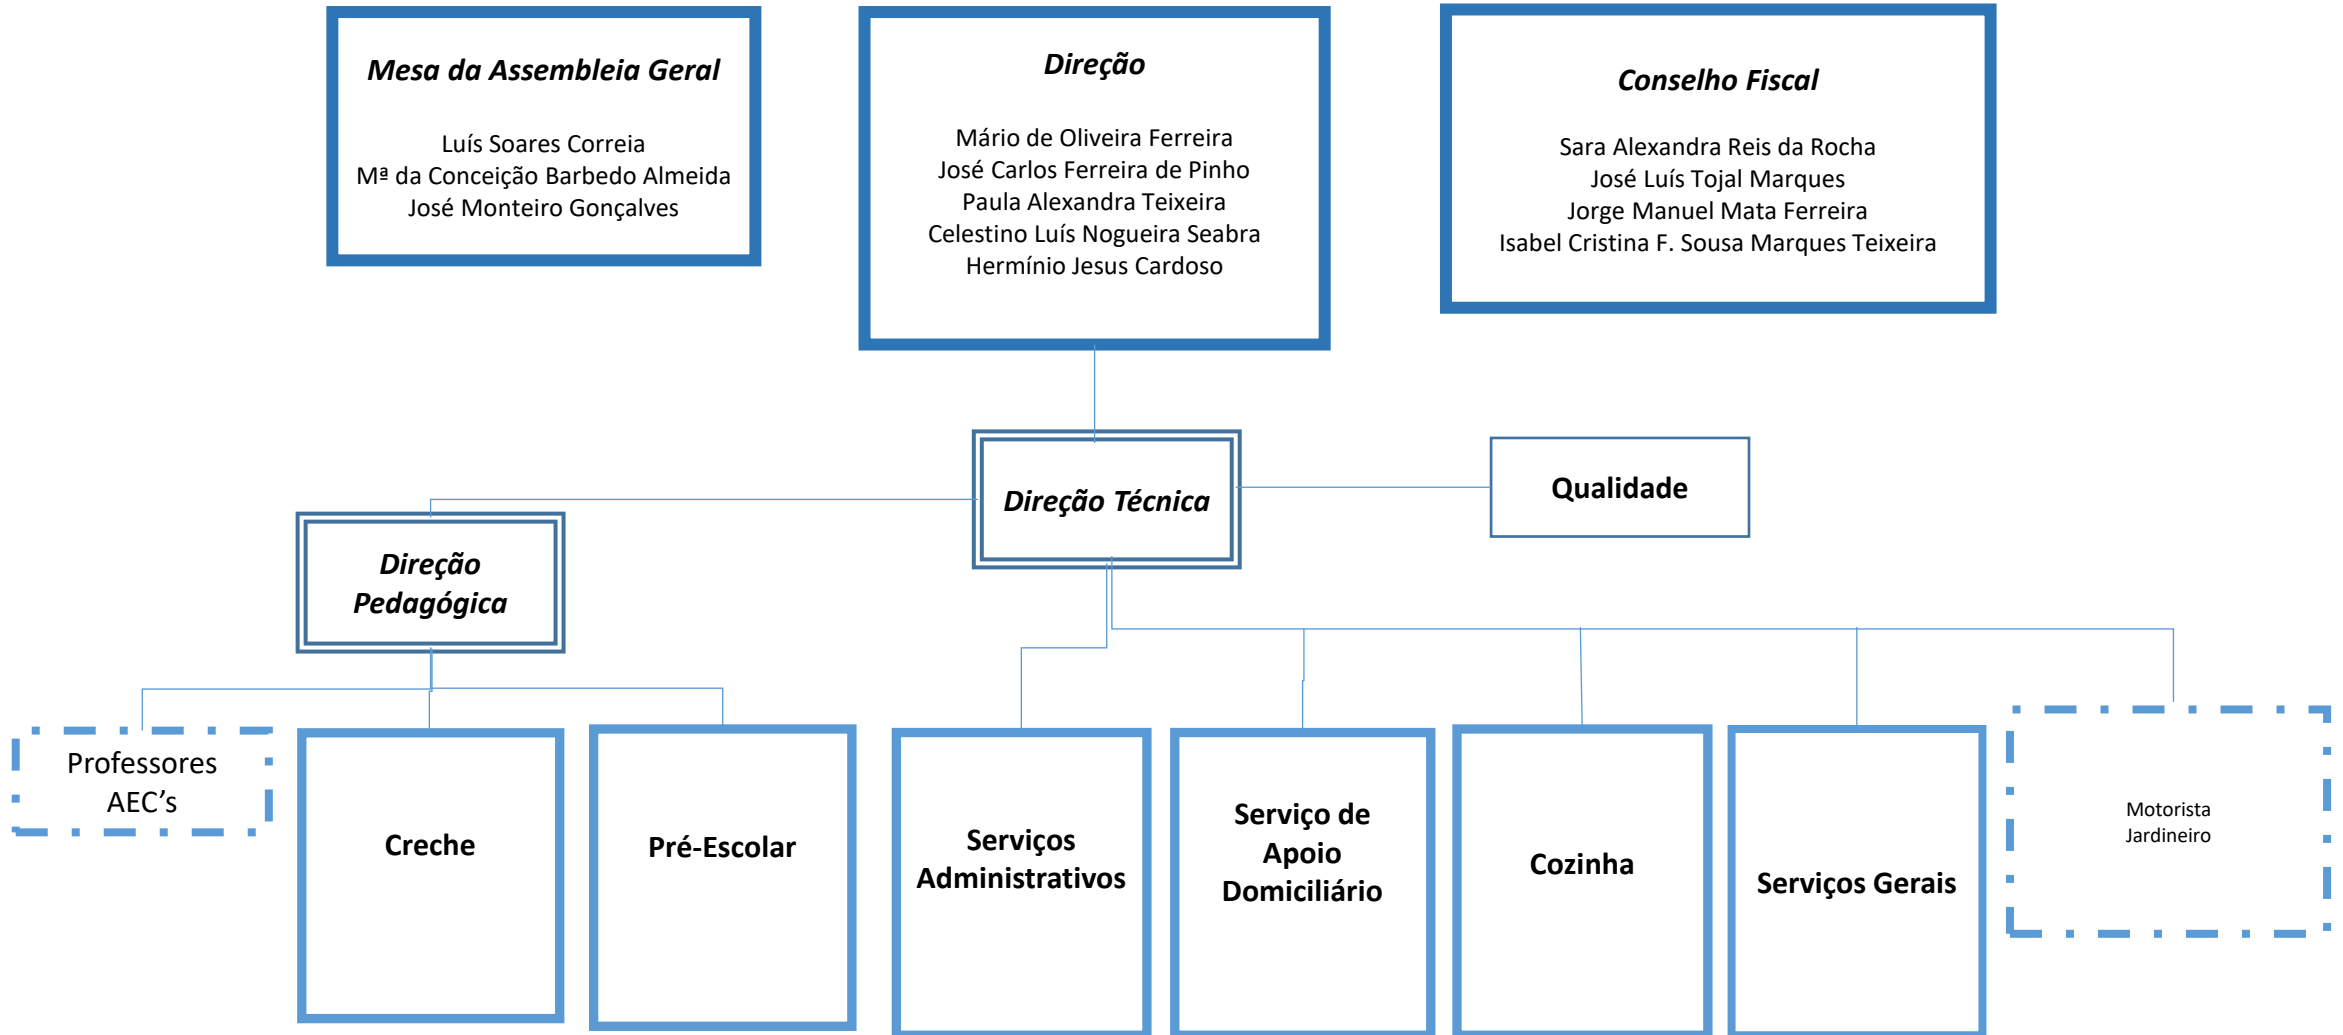 Mesa da Assembleia Geral
Luís Soares Correia
Mª da Conceição Barbedo Almeida
José Monteiro Gonçalves
Direção
Mário de Oliveira Ferreira
José Carlos Ferreira de Pinho
Paula Alexandra Teixeira
Celestino Luís Nogueira Seabra
Hermínio Jesus Cardoso
Conselho Fiscal
Sara Alexandra Reis da Rocha
José Luís Tojal Marques
Jorge Manuel Mata Ferreira
Isabel Cristina F. Sousa Marques Teixeira
Direção Técnica
Qualidade
Direção
Pedagógica
Professores
AEC’s
Creche
Pré-Escolar
Serviços
Administrativos
Serviço de
Apoio
Domiciliário
Cozinha
Serviços Gerais
Motorista
Jardineiro